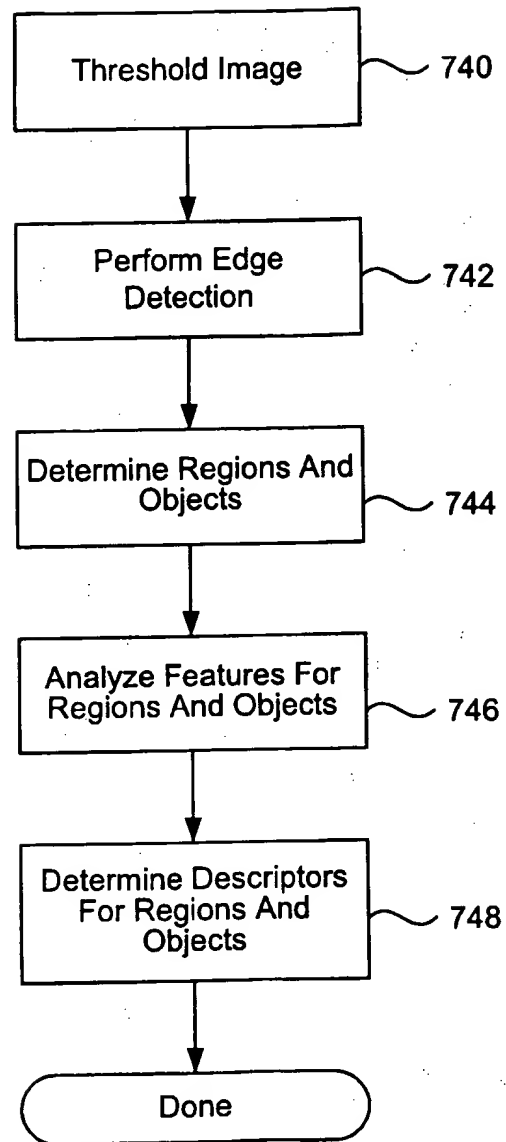 Threshold Image
740
Perform Edge
Detection
742
Determine Regions And
Objects
744
Analyze Features For
Regions And Objects
746
Determine Descriptors
For Regions And
Objects
748
Done